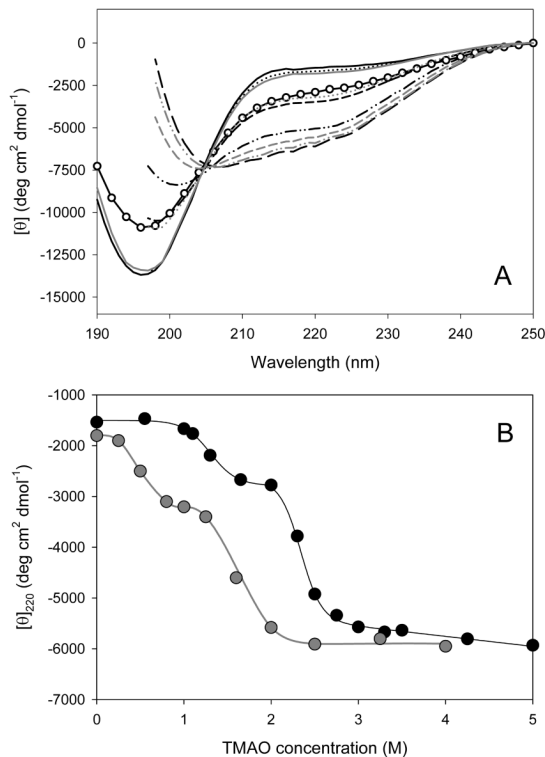 0
-2500
-5000
-7500
-10000
-12500
-15000
[θ] (deg cm² dmol⁻¹)
A
190 200 210 220 230 240 250
Wavelength (nm)
-1000
-2000
-3000
-4000
-5000
-6000
-7000
[θ]₂₂₀ (deg cm² dmol⁻¹)
B
0 1 2 3 4 5
TMAO concentration (M)